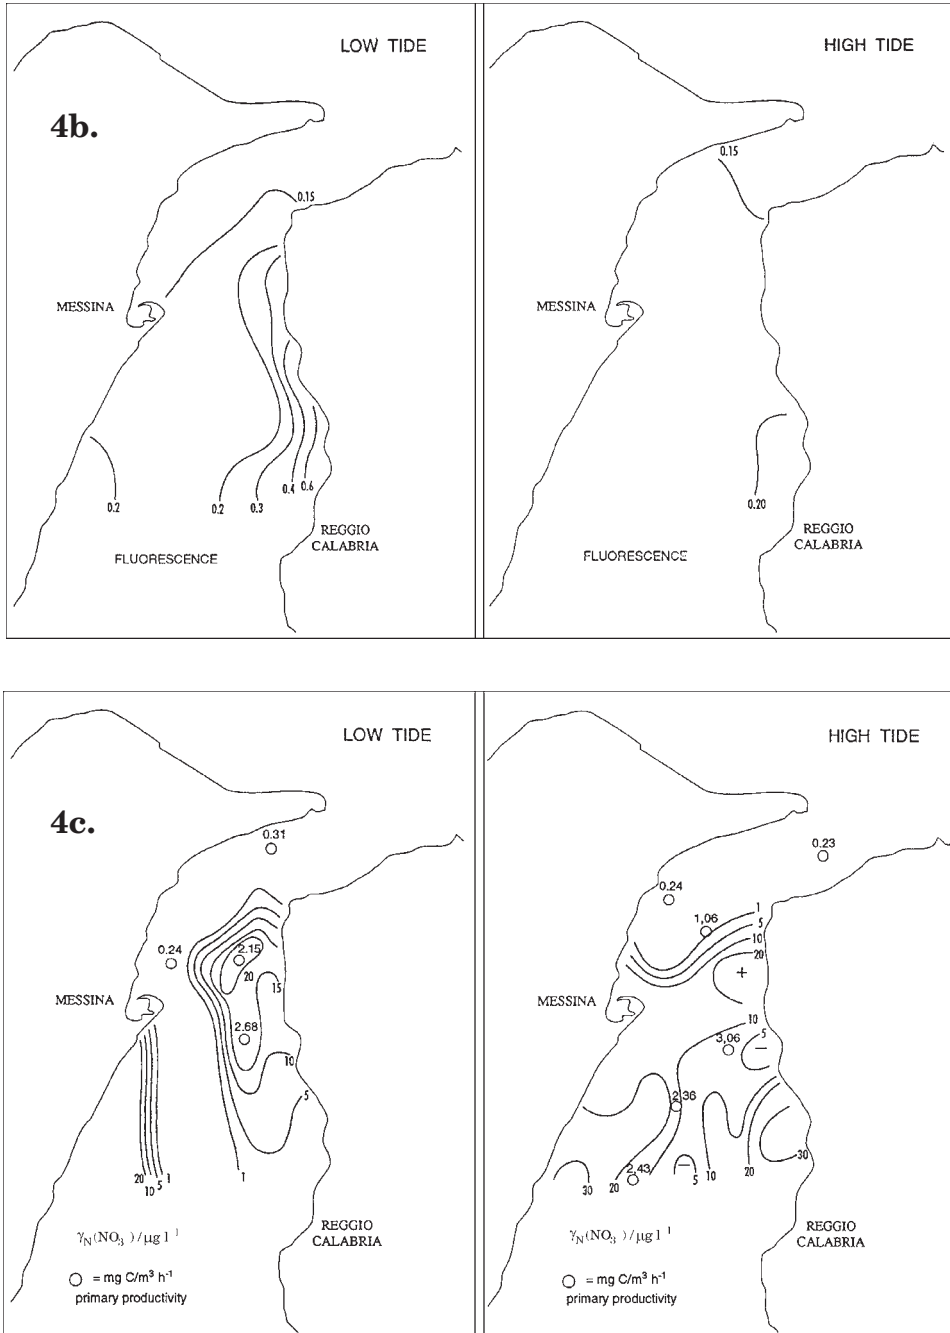 LOW TIDE
4b.
0.15
MESSINA
0.2
0.2
0.3
0.4
0.6
REGGIO
CALABRIA
FLUORESCENCE
HIGH TIDE
0.15
MESSINA
0.20
REGGIO
CALABRIA
FLUORESCENCE
LOW TIDE
4c.
0.31
0.24
2.15
20
15
MESSINA
2.68
10
5
20
10
5
1
1
REGGIO
CALABRIA
γN(NO₃⁻)/µg l⁻¹
= mg C/m³ h⁻¹
primary productivity
HIGH TIDE
0.23
0.24
1,06
1
5
10
20
+
MESSINA
10
5
3,06
−
2,36
30
20
2,43
−
5
10
20
30
REGGIO
CALABRIA
γN(NO₃⁻)/µg l⁻¹
= mg C/m³ h⁻¹
primary productivity